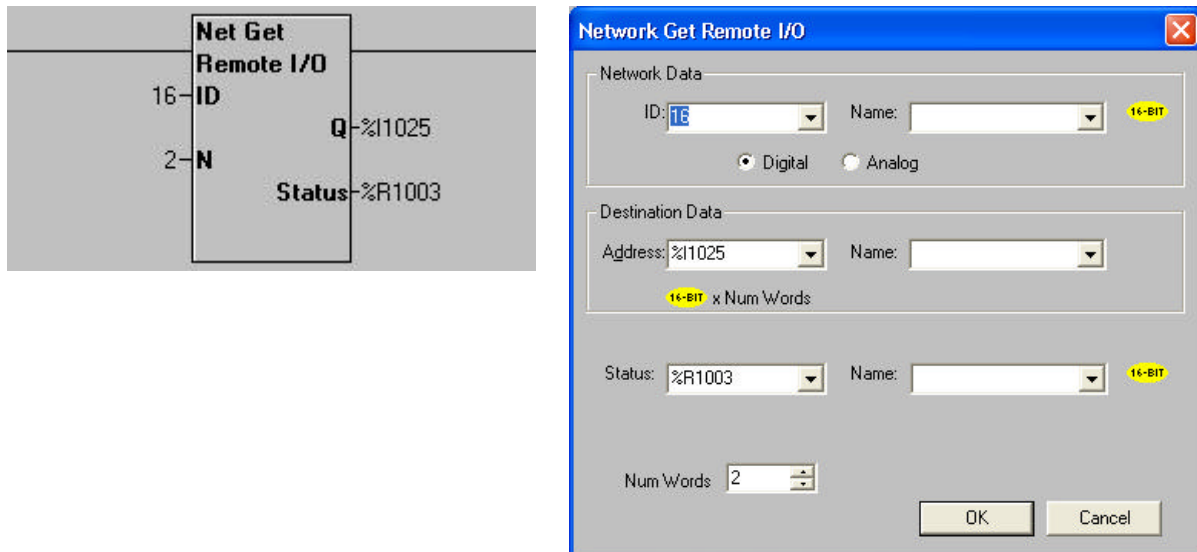 Net Get
Remote I/O
16 ID
Q %I1025
2 N
Status %R1003
Network Get Remote I/O
Network Data
ID: 16 Name: 16-BIT
Digital Analog
Destination Data
Address: %I1025 Name:
16-BIT x Num Words
Status: %R1003 Name: 16-BIT
Num Words 2
OK Cancel